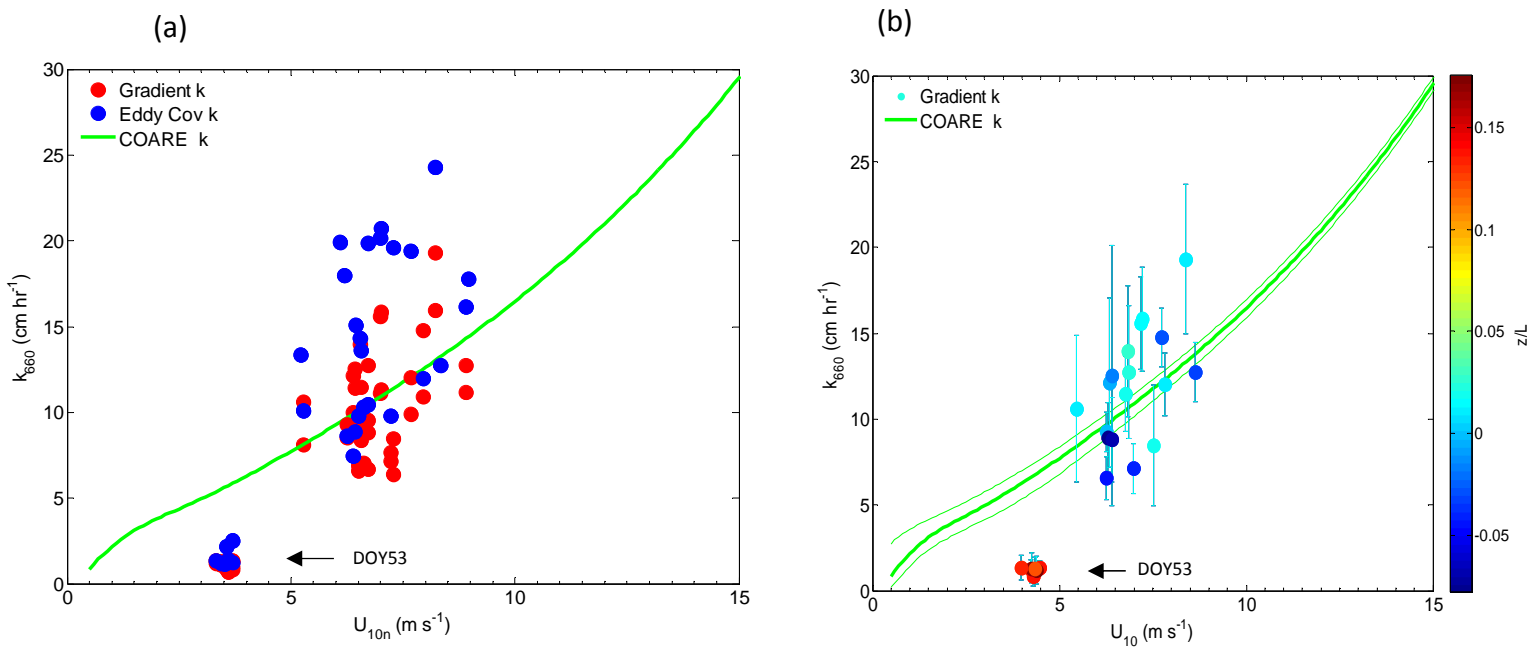 (a)
30
25
20
15
10
5
0
k660 (cm hr-1)
Gradient k
Eddy Cov k
COARE k
DOY53
0 5 10 15
U10n (m s-1)
(b)
30
25
20
15
10
5
0
k660 (cm hr-1)
Gradient k
COARE k
DOY53
0 5 10 15
U10 (m s-1)
0.15
0.1
0.05
0
-0.05
z/L